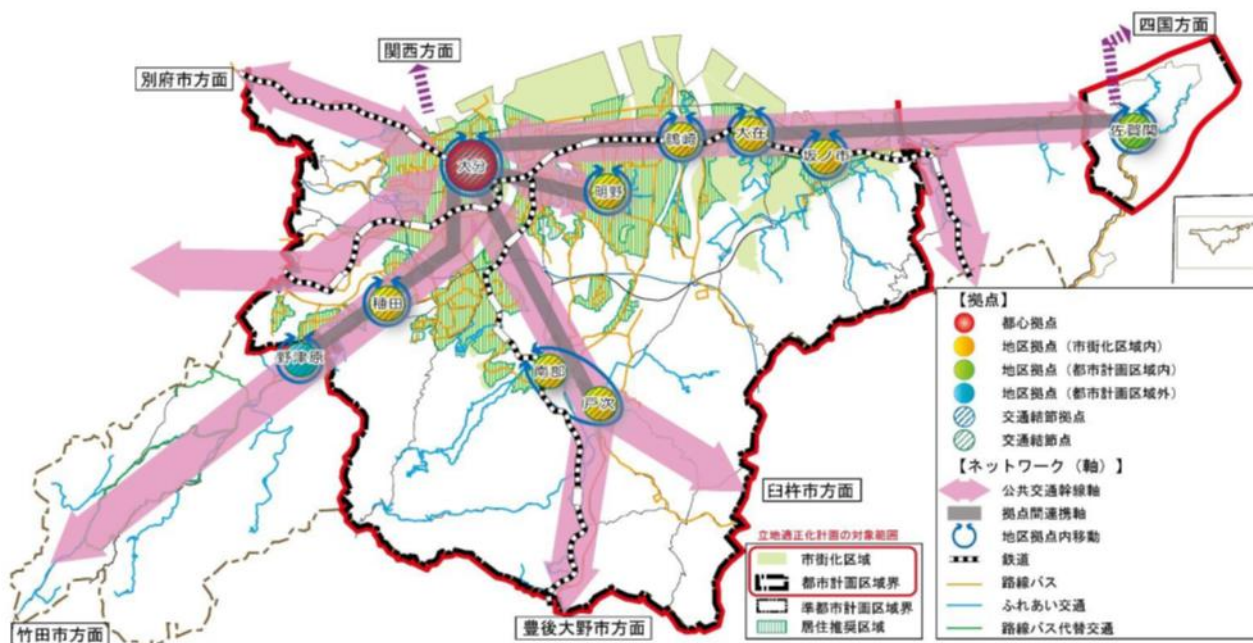 四国方面
関西方面
別府市方面
大分
鶴崎
大在
坂ノ市
佐賀関
明野
稙田
野津原
南部
戸次
臼杵市方面
豊後大野市方面
竹田市方面
【拠点】
都心拠点
地区拠点（市街化区域内）
地区拠点（都市計画区域内）
地区拠点（都市計画区域外）
交通結節拠点
交通結節点
【ネットワーク（軸）】
公共交通幹線軸
拠点間連携軸
地区拠点内移動
鉄道
路線バス
ふれあい交通
路線バス代替交通
立地適正化計画の対象範囲
市街化区域
都市計画区域界
準都市計画区域界
居住推奨区域